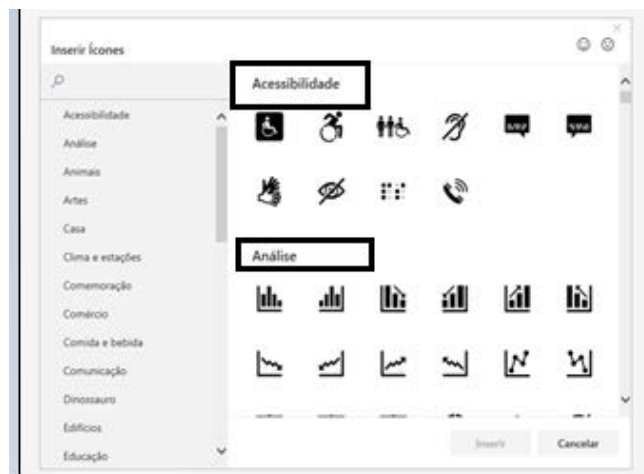 Inserir Ícones
Acessibilidade
Análise
Animais
Artes
Casa
Clima e estações
Comemoração
Comércio
Comida e bebida
Comunicação
Dinossauro
Edifícios
Educação
Acessibilidade
Análise
Inserir
Cancelar